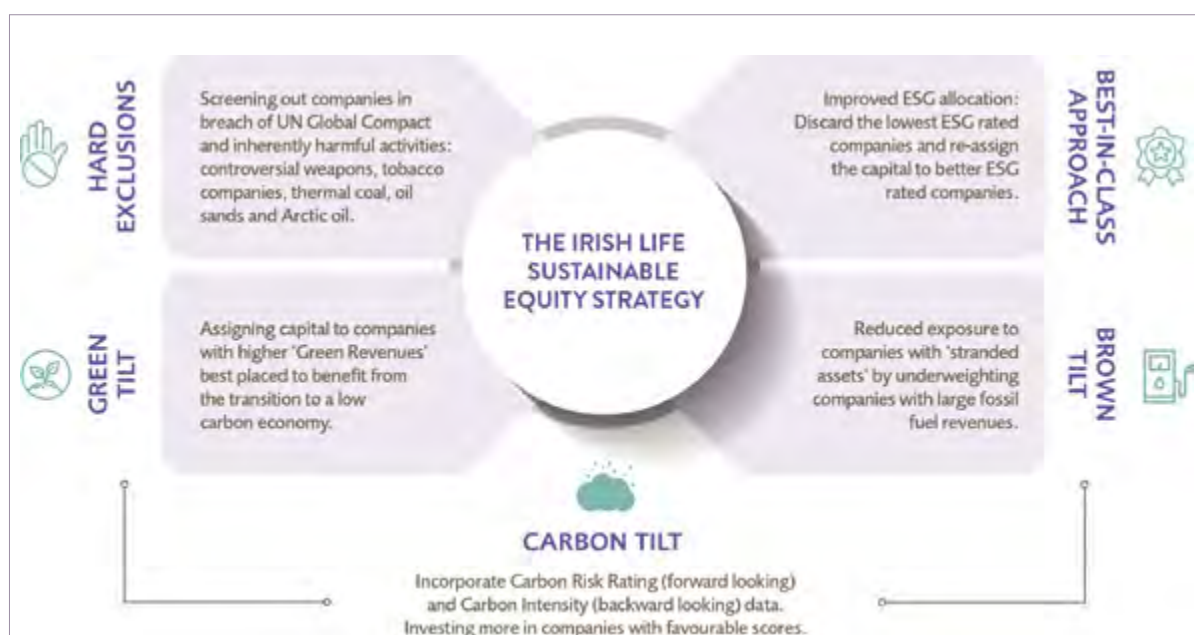 HARD
EXCLUSIONS
Screening out companies in
breach of UN Global Compact
and inherently harmful activities:
controversial weapons, tobacco
companies, thermal coal, oil
sands and Arctic oil.
BEST-IN-CLASS
APPROACH
Improved ESG allocation:
Discard the lowest ESG rated
companies and re-assign
the capital to better ESG
rated companies.
THE IRISH LIFE
SUSTAINABLE
EQUITY STRATEGY
GREEN
TILT
Assigning capital to companies
with higher 'Green Revenues'
best placed to benefit from
the transition to a low
carbon economy.
BROWN
TILT
Reduced exposure to
companies with 'stranded
assets' by underweighting
companies with large fossil
fuel revenues.
CARBON TILT
Incorporate Carbon Risk Rating (forward looking)
and Carbon Intensity (backward looking) data.
Investing more in companies with favourable scores.